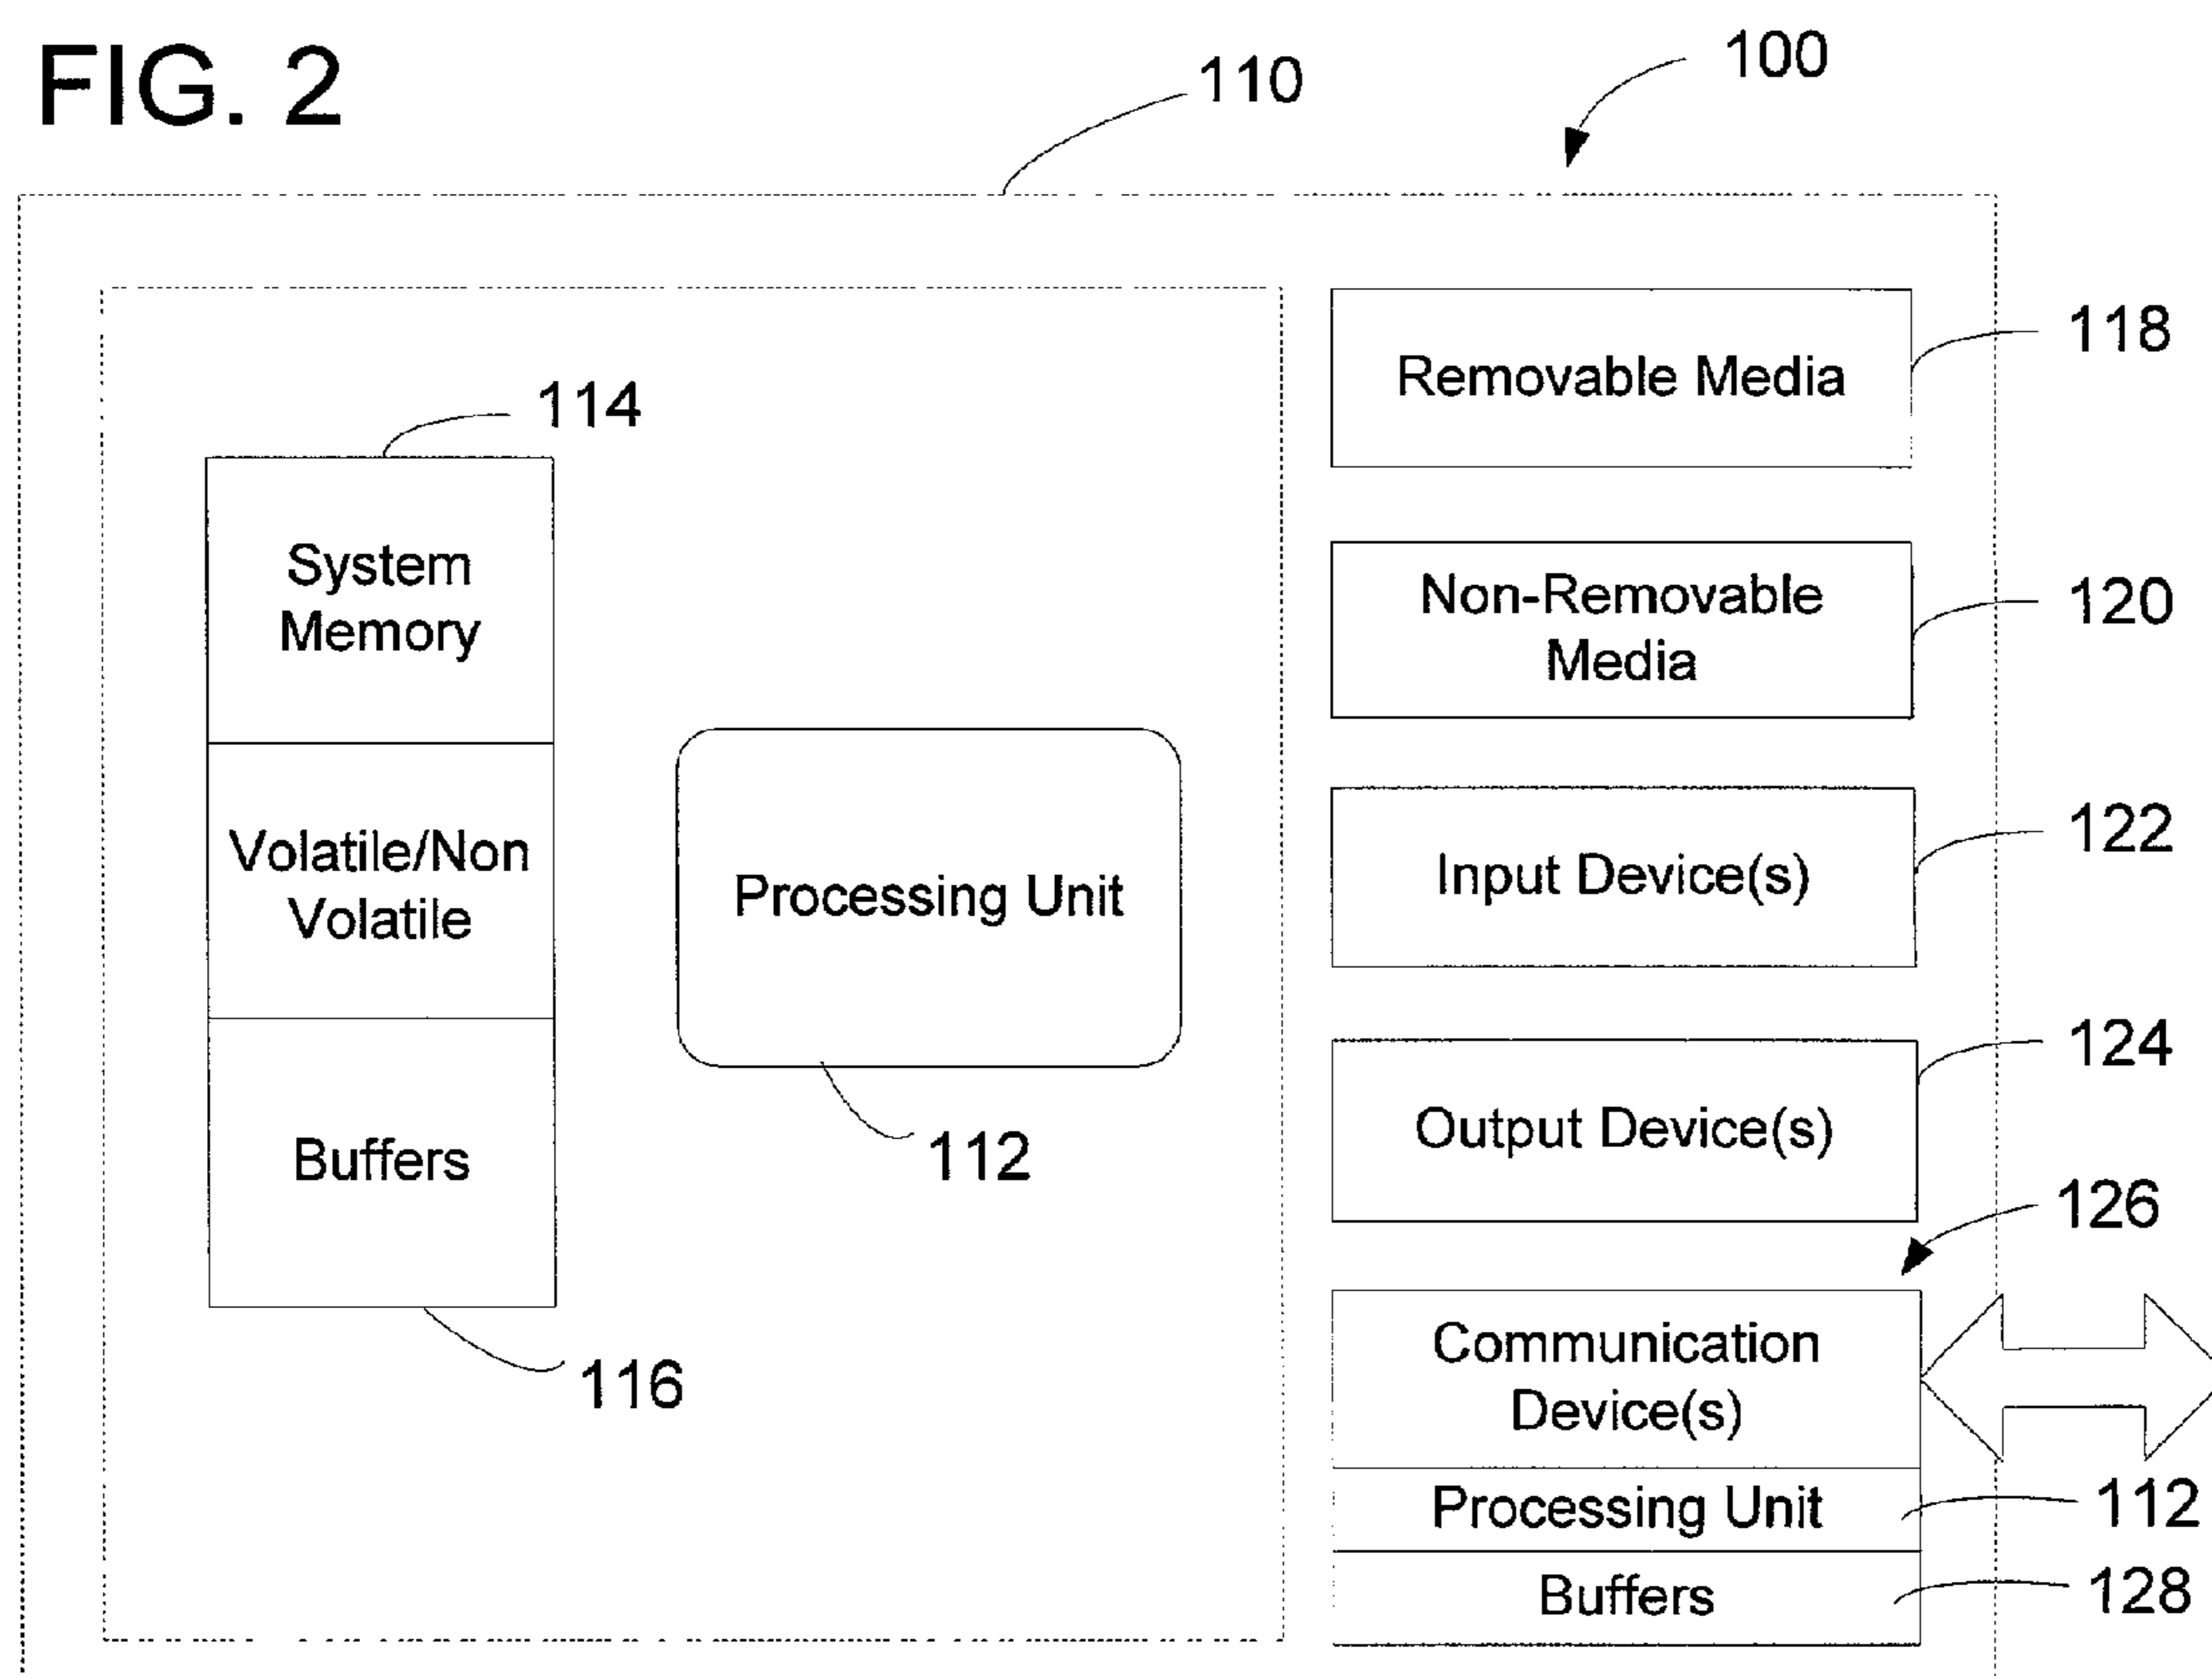 FIG. 2
110
100
118
Removable Media
114
System
Memory
Non-Removable
Media
120
Volatile/Non
Volatile
Processing Unit
Input Device(s)
122
Buffers
112
Output Device(s)
124
126
116
Communication
Device(s)
Processing Unit
112
Buffers
128